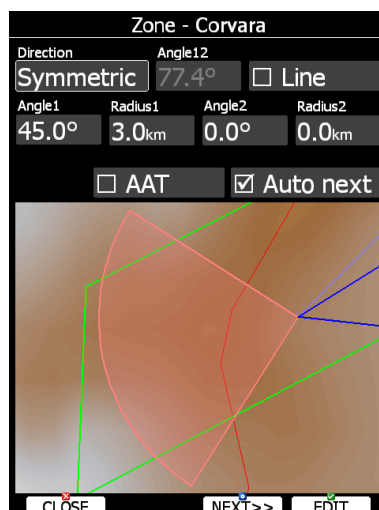 Zone - Corvara
Direction Angle12
Symmetric 77.4° Line
Angle1 Radius1 Angle2 Radius2
45.0° 3.0km 0.0° 0.0km
AAT Auto next
CLOSE NEXT>> EDIT